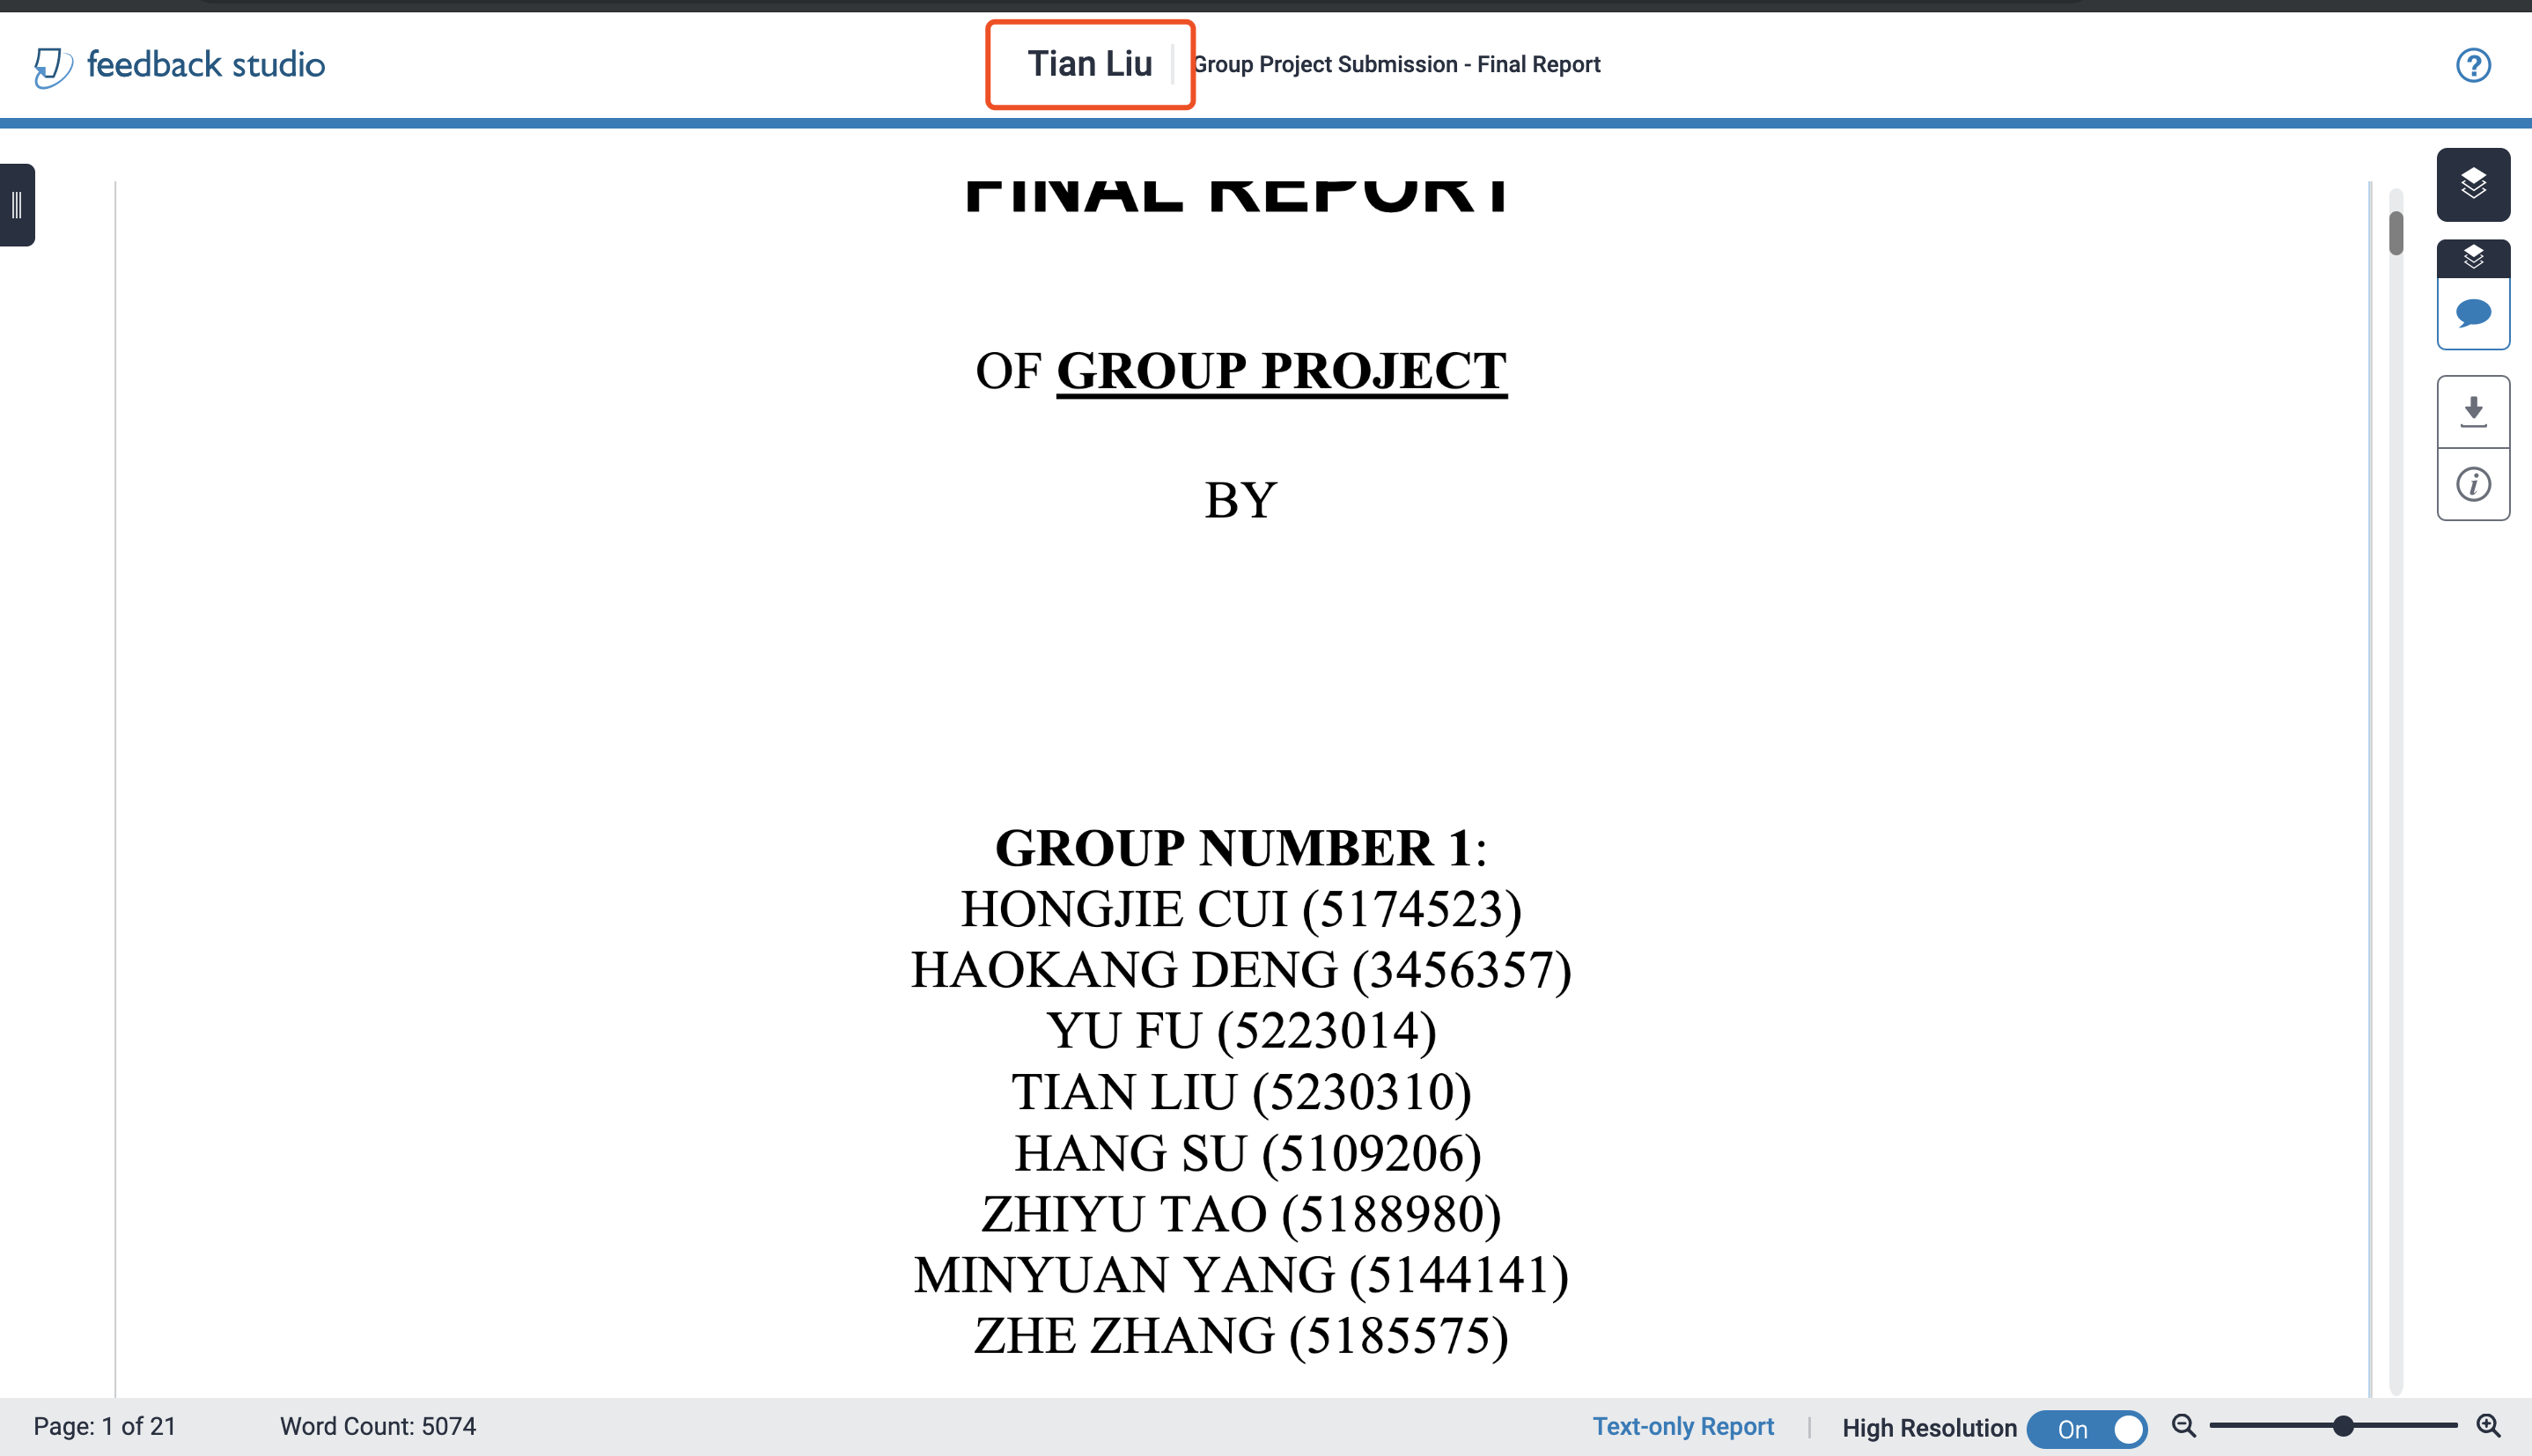 feedback studio
Tian Liu
Group Project Submission - Final Report
?
FINAL REPORT
OF GROUP PROJECT
BY
GROUP NUMBER 1:
HONGJIE CUI (5174523)
HAOKANG DENG (3456357)
YU FU (5223014)
TIAN LIU (5230310)
HANG SU (5109206)
ZHIYU TAO (5188980)
MINYUAN YANG (5144141)
ZHE ZHANG (5185575)
Page: 1 of 21
Word Count: 5074
Text-only Report
High Resolution
On